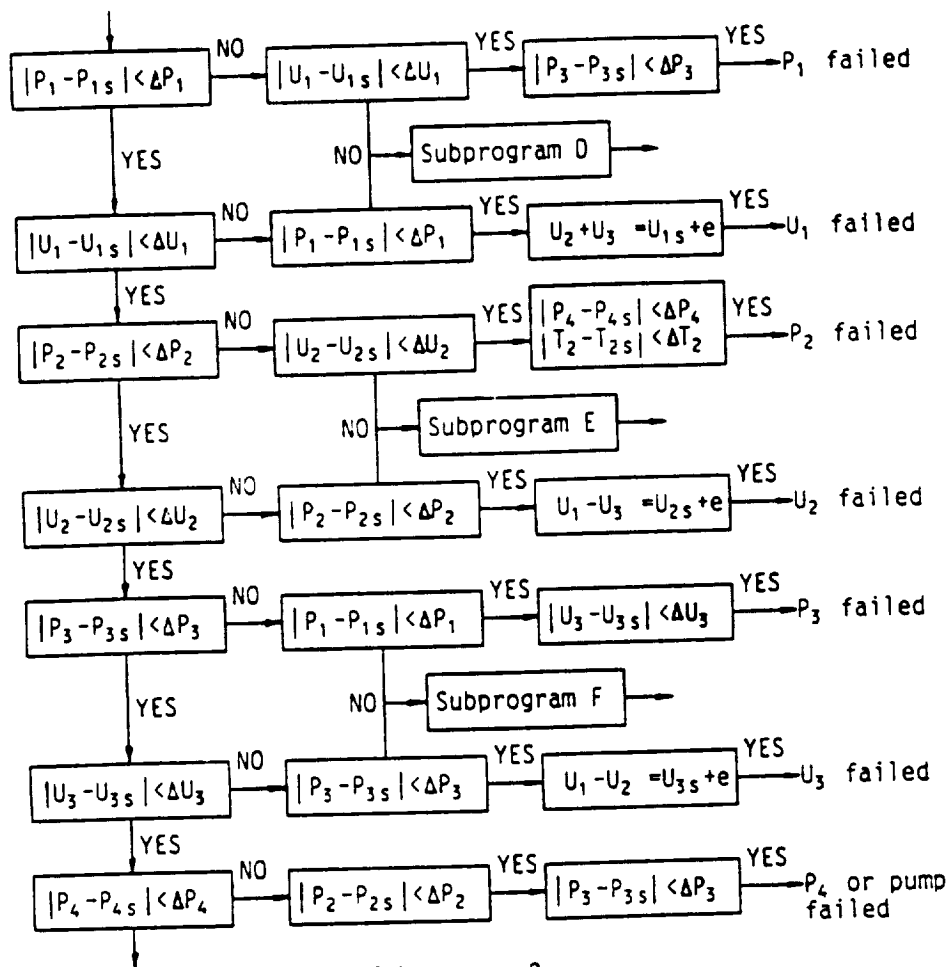 NO YES YES
|P₁-P₁ₛ|<ΔP₁ |U₁-U₁ₛ|<ΔU₁ |P₃-P₃ₛ|<ΔP₃ P₁ failed
YES NO Subprogram D
NO YES YES
|U₁-U₁ₛ|<ΔU₁ |P₁-P₁ₛ|<ΔP₁ U₂+U₃ =U₁ₛ+e U₁ failed
YES NO YES YES
|P₂-P₂ₛ|<ΔP₂ |U₂-U₂ₛ|<ΔU₂ |P₄-P₄ₛ|<ΔP₄
|T₂-T₂ₛ|<ΔT₂ P₂ failed
YES NO Subprogram E
NO YES YES
|U₂-U₂ₛ|<ΔU₂ |P₂-P₂ₛ|<ΔP₂ U₁-U₃ =U₂ₛ+e U₂ failed
YES NO YES YES
|P₃-P₃ₛ|<ΔP₃ |P₁-P₁ₛ|<ΔP₁ |U₃-U₃ₛ|<ΔU₃ P₃ failed
YES NO Subprogram F
NO YES YES
|U₃-U₃ₛ|<ΔU₃ |P₃-P₃ₛ|<ΔP₃ U₁-U₂ =U₃ₛ+e U₃ failed
YES NO YES YES
|P₄-P₄ₛ|<ΔP₄ |P₂-P₂ₛ|<ΔP₂ |P₃-P₃ₛ|<ΔP₃ P₄ or pump
failed